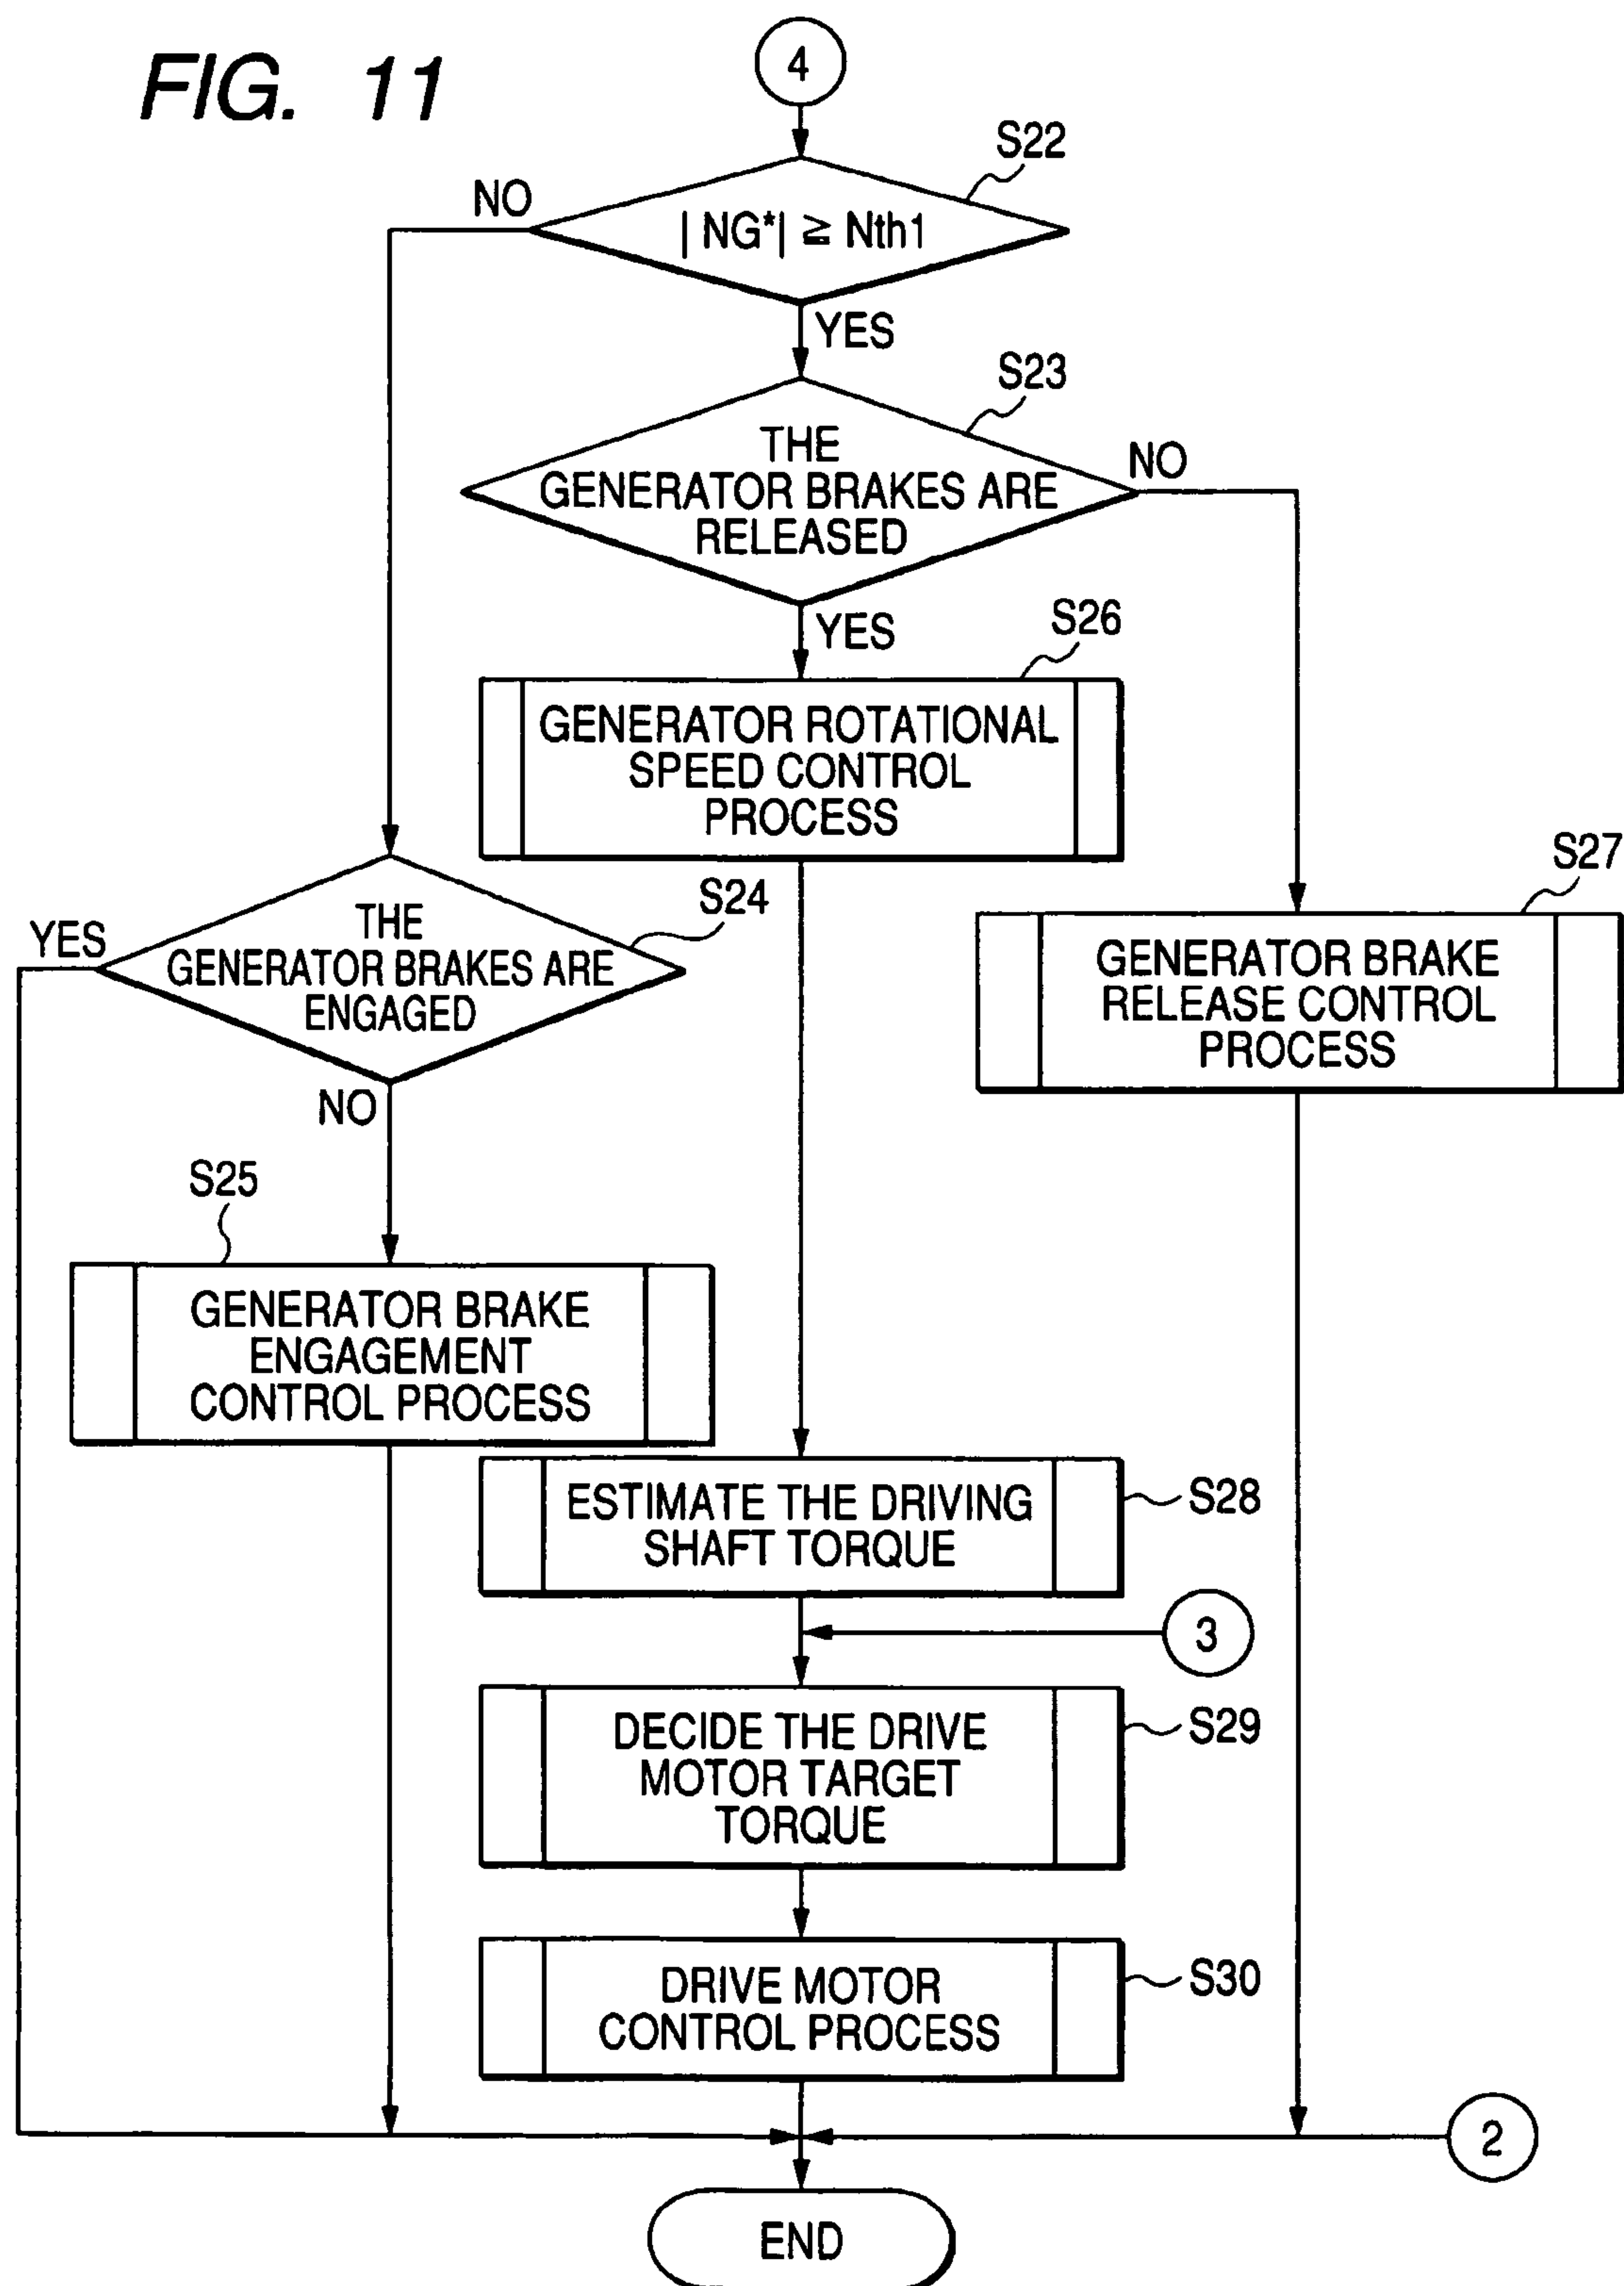 FIG. 11
4
S22
NO
| NG*| ≧ Nth1
YES
S23
THE
GENERATOR BRAKES ARE
RELEASED
NO
YES
S26
GENERATOR ROTATIONAL
SPEED CONTROL
PROCESS
S27
GENERATOR BRAKE
RELEASE CONTROL
PROCESS
S24
YES
THE
GENERATOR BRAKES ARE
ENGAGED
NO
S25
GENERATOR BRAKE
ENGAGEMENT
CONTROL PROCESS
ESTIMATE THE DRIVING
SHAFT TORQUE
S28
3
DECIDE THE DRIVE
MOTOR TARGET
TORQUE
S29
DRIVE MOTOR
CONTROL PROCESS
S30
2
END